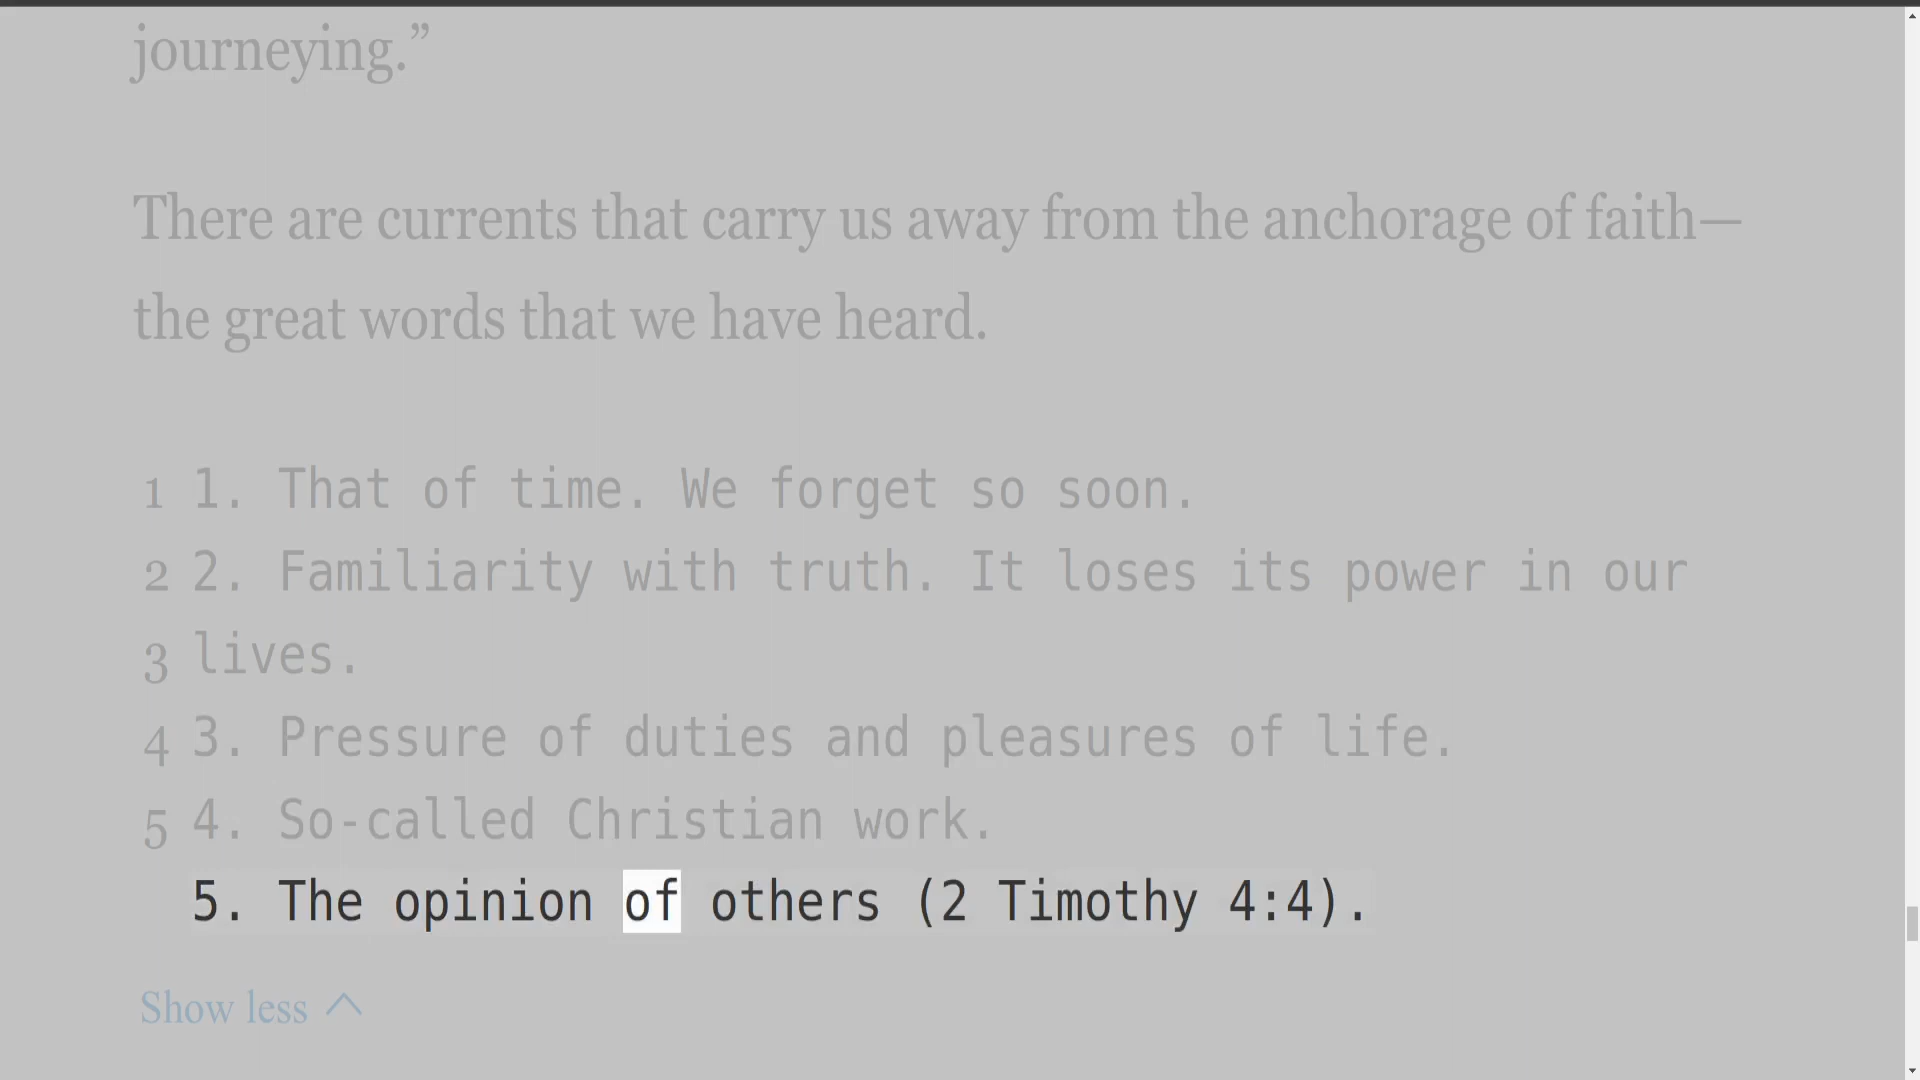 journeying.”
There are currents that carry us away from the anchorage of faith—
the great words that we have heard.
1 1. That of time. We forget so soon.
2 2. Familiarity with truth. It loses its power in our
3 lives.
4 3. Pressure of duties and pleasures of life.
5 4. So-called Christian work.
5. The opinion of others (2 Timothy 4:4).
Show less